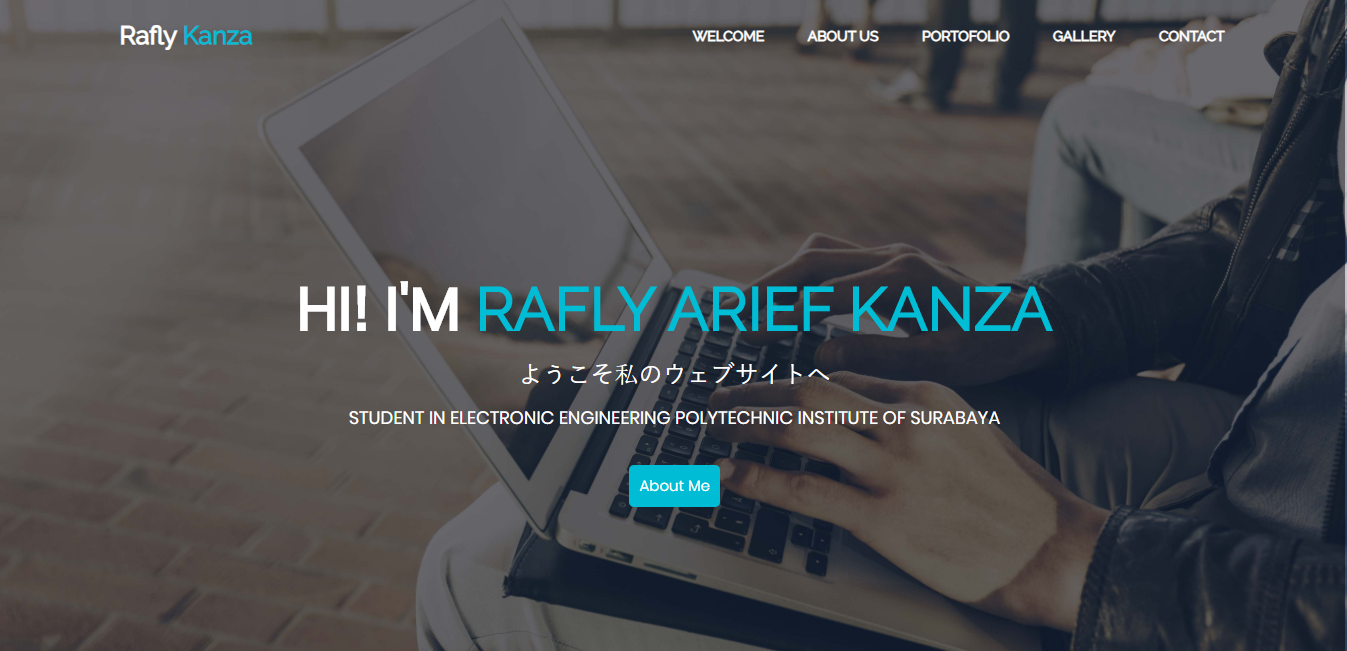 Rafly Kanza
WELCOME ABOUT US PORTOFOLIO GALLERY CONTACT
HI! I'M RAFLY ARIEF KANZA
ようこそ私のウェブサイトへ
STUDENT IN ELECTRONIC ENGINEERING POLYTECHNIC INSTITUTE OF SURABAYA
About Me